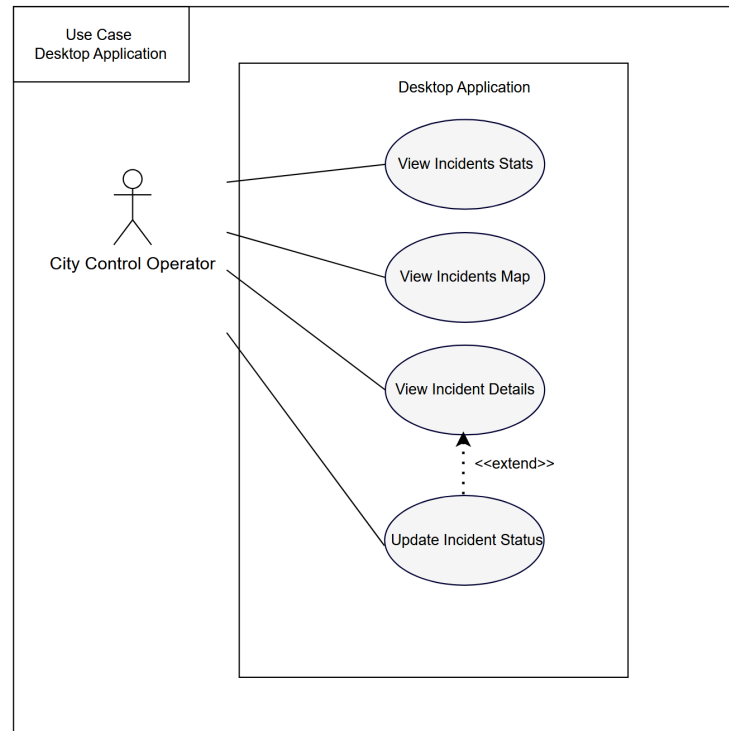 Use Case
Desktop Application
Desktop Application
View Incidents Stats
City Control Operator
View Incidents Map
View Incident Details
<<extend>>
Update Incident Status